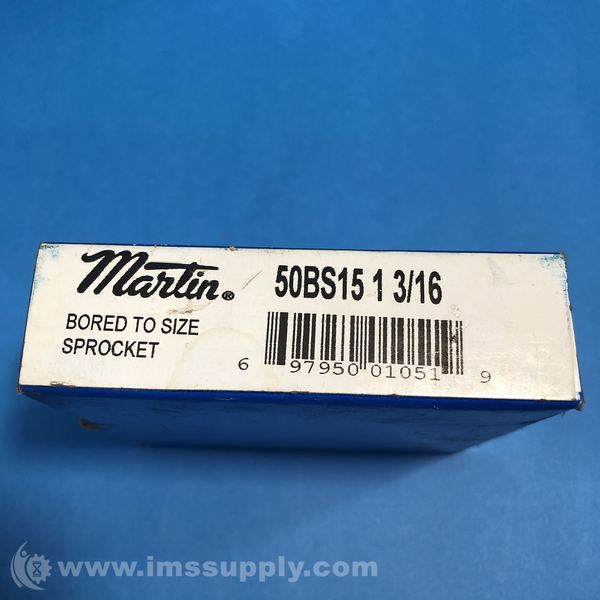 Martin®
50BS15 1 3/16
BORED TO SIZE
SPROCKET
6 97950 01051 9
www.imssupply.com